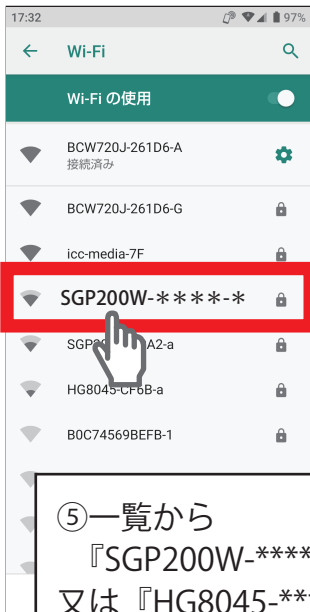 17:32
97%
Wi-Fi
Wi-Fi の使用
BCW720J-261D6-A
接続済み
BCW720J-261D6-G
icc-media-7F
SGP200W-＊＊＊＊-＊
A2-a
HG8045-CF6B-a
B0C74569BEFB-1
⑤一覧から
『SGP200W-****
又は『HG8045-***